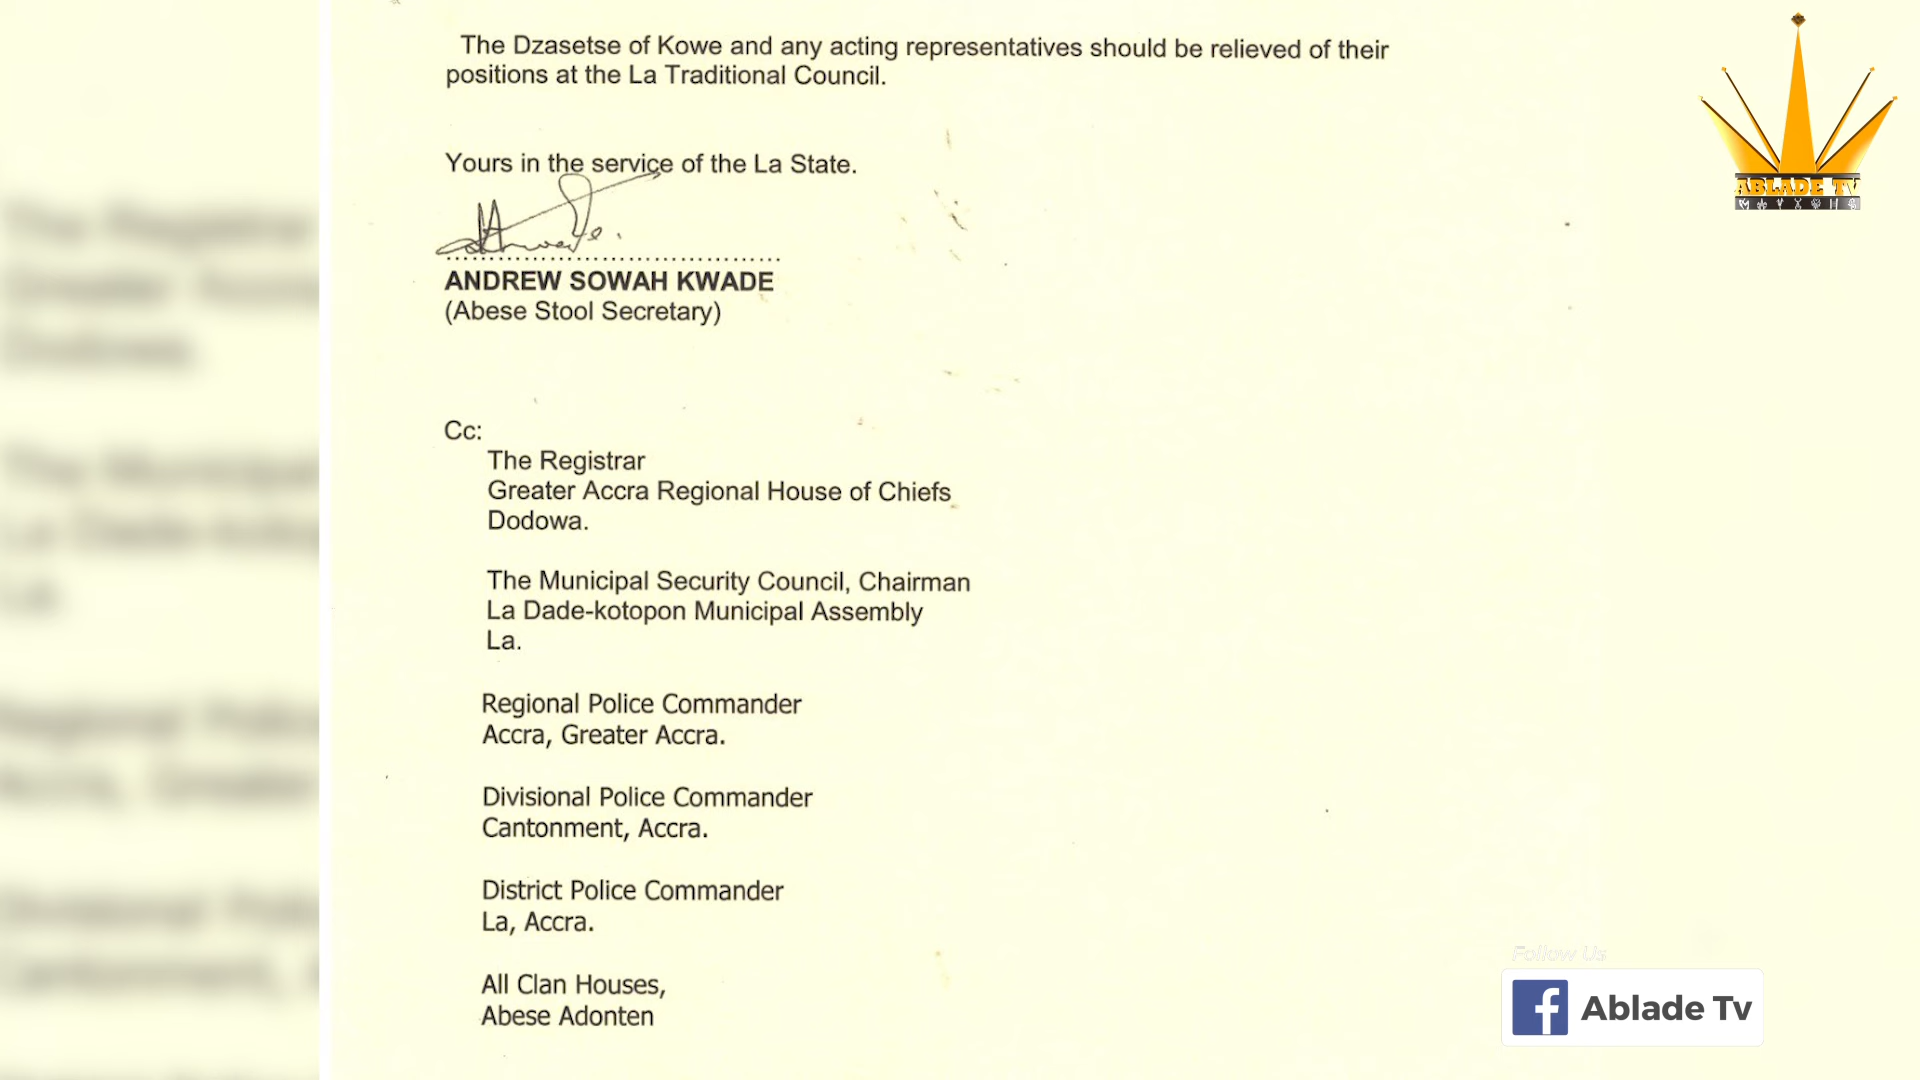 The Dzasetse of Kowe and any acting representatives should be relieved of their
positions at the La Traditional Council.
Yours in the service of the La State.
ANDREW SOWAH KWADE
(Abese Stool Secretary)
Cc:
The Registrar
Greater Accra Regional House of Chiefs
Dodowa.
The Municipal Security Council, Chairman
La Dade-kotopon Municipal Assembly
La.
Regional Police Commander
Accra, Greater Accra.
Divisional Police Commander
Cantonment, Accra.
District Police Commander
La, Accra.
All Clan Houses,
Abese Adonten
ABLADE TV
Follow Us
Ablade Tv